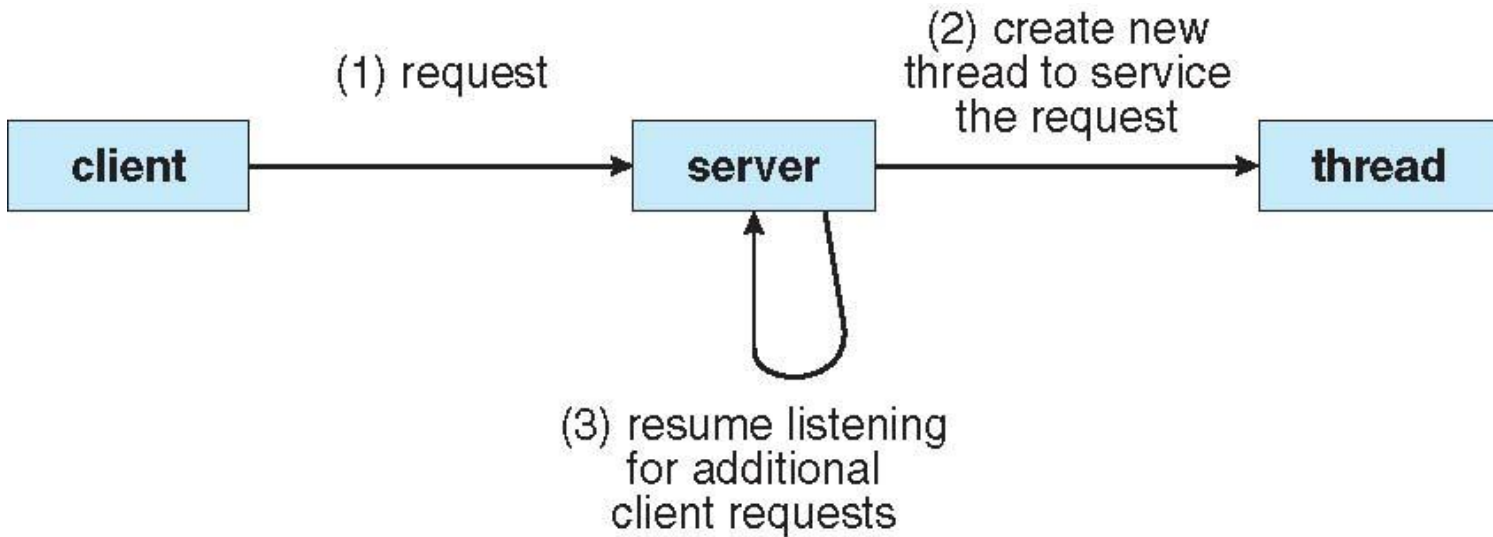 (1) request
(2) create new
thread to service
the request
client
server
thread
(3) resume listening
for additional
client requests